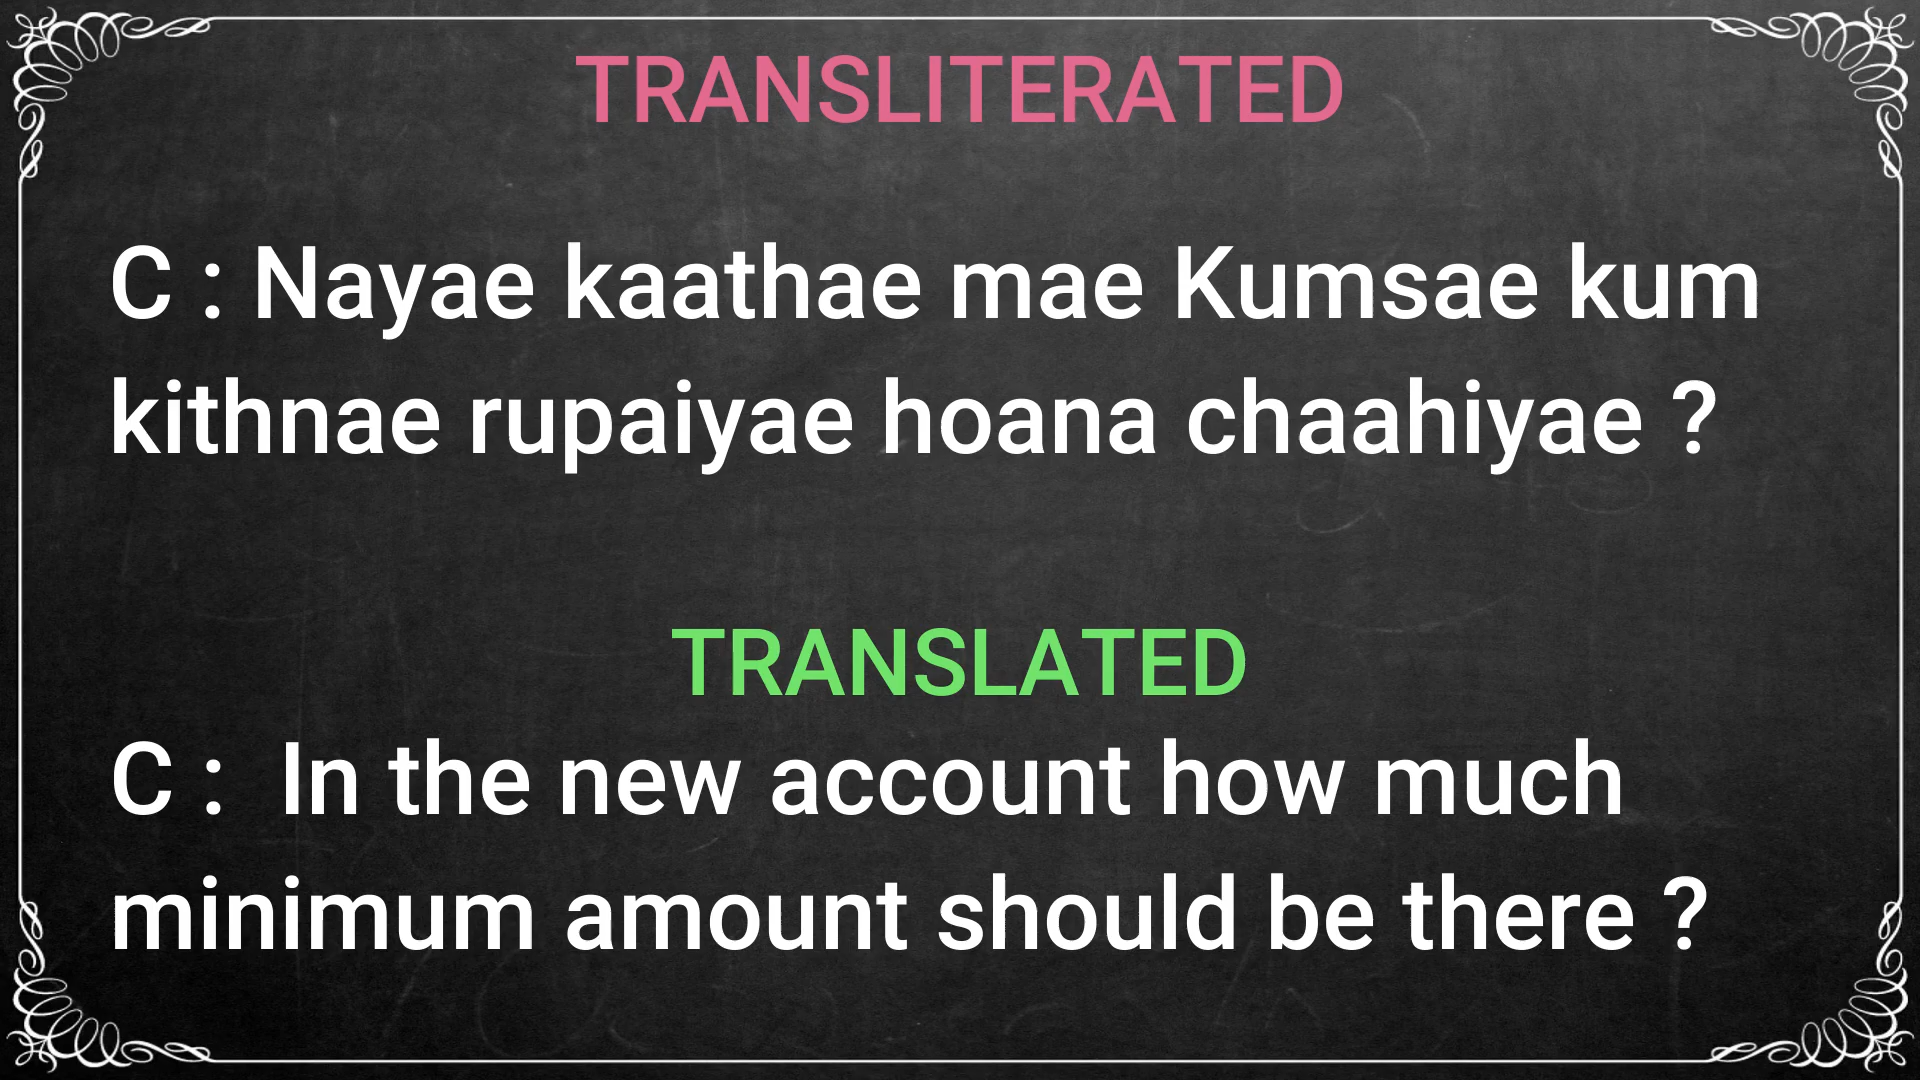 TRANSLITERATED
C : Nayae kaathae mae Kumsae kum
kithnae rupaiyae hoana chaahiyae ?
TRANSLATED
C :  In the new account how much
minimum amount should be there ?